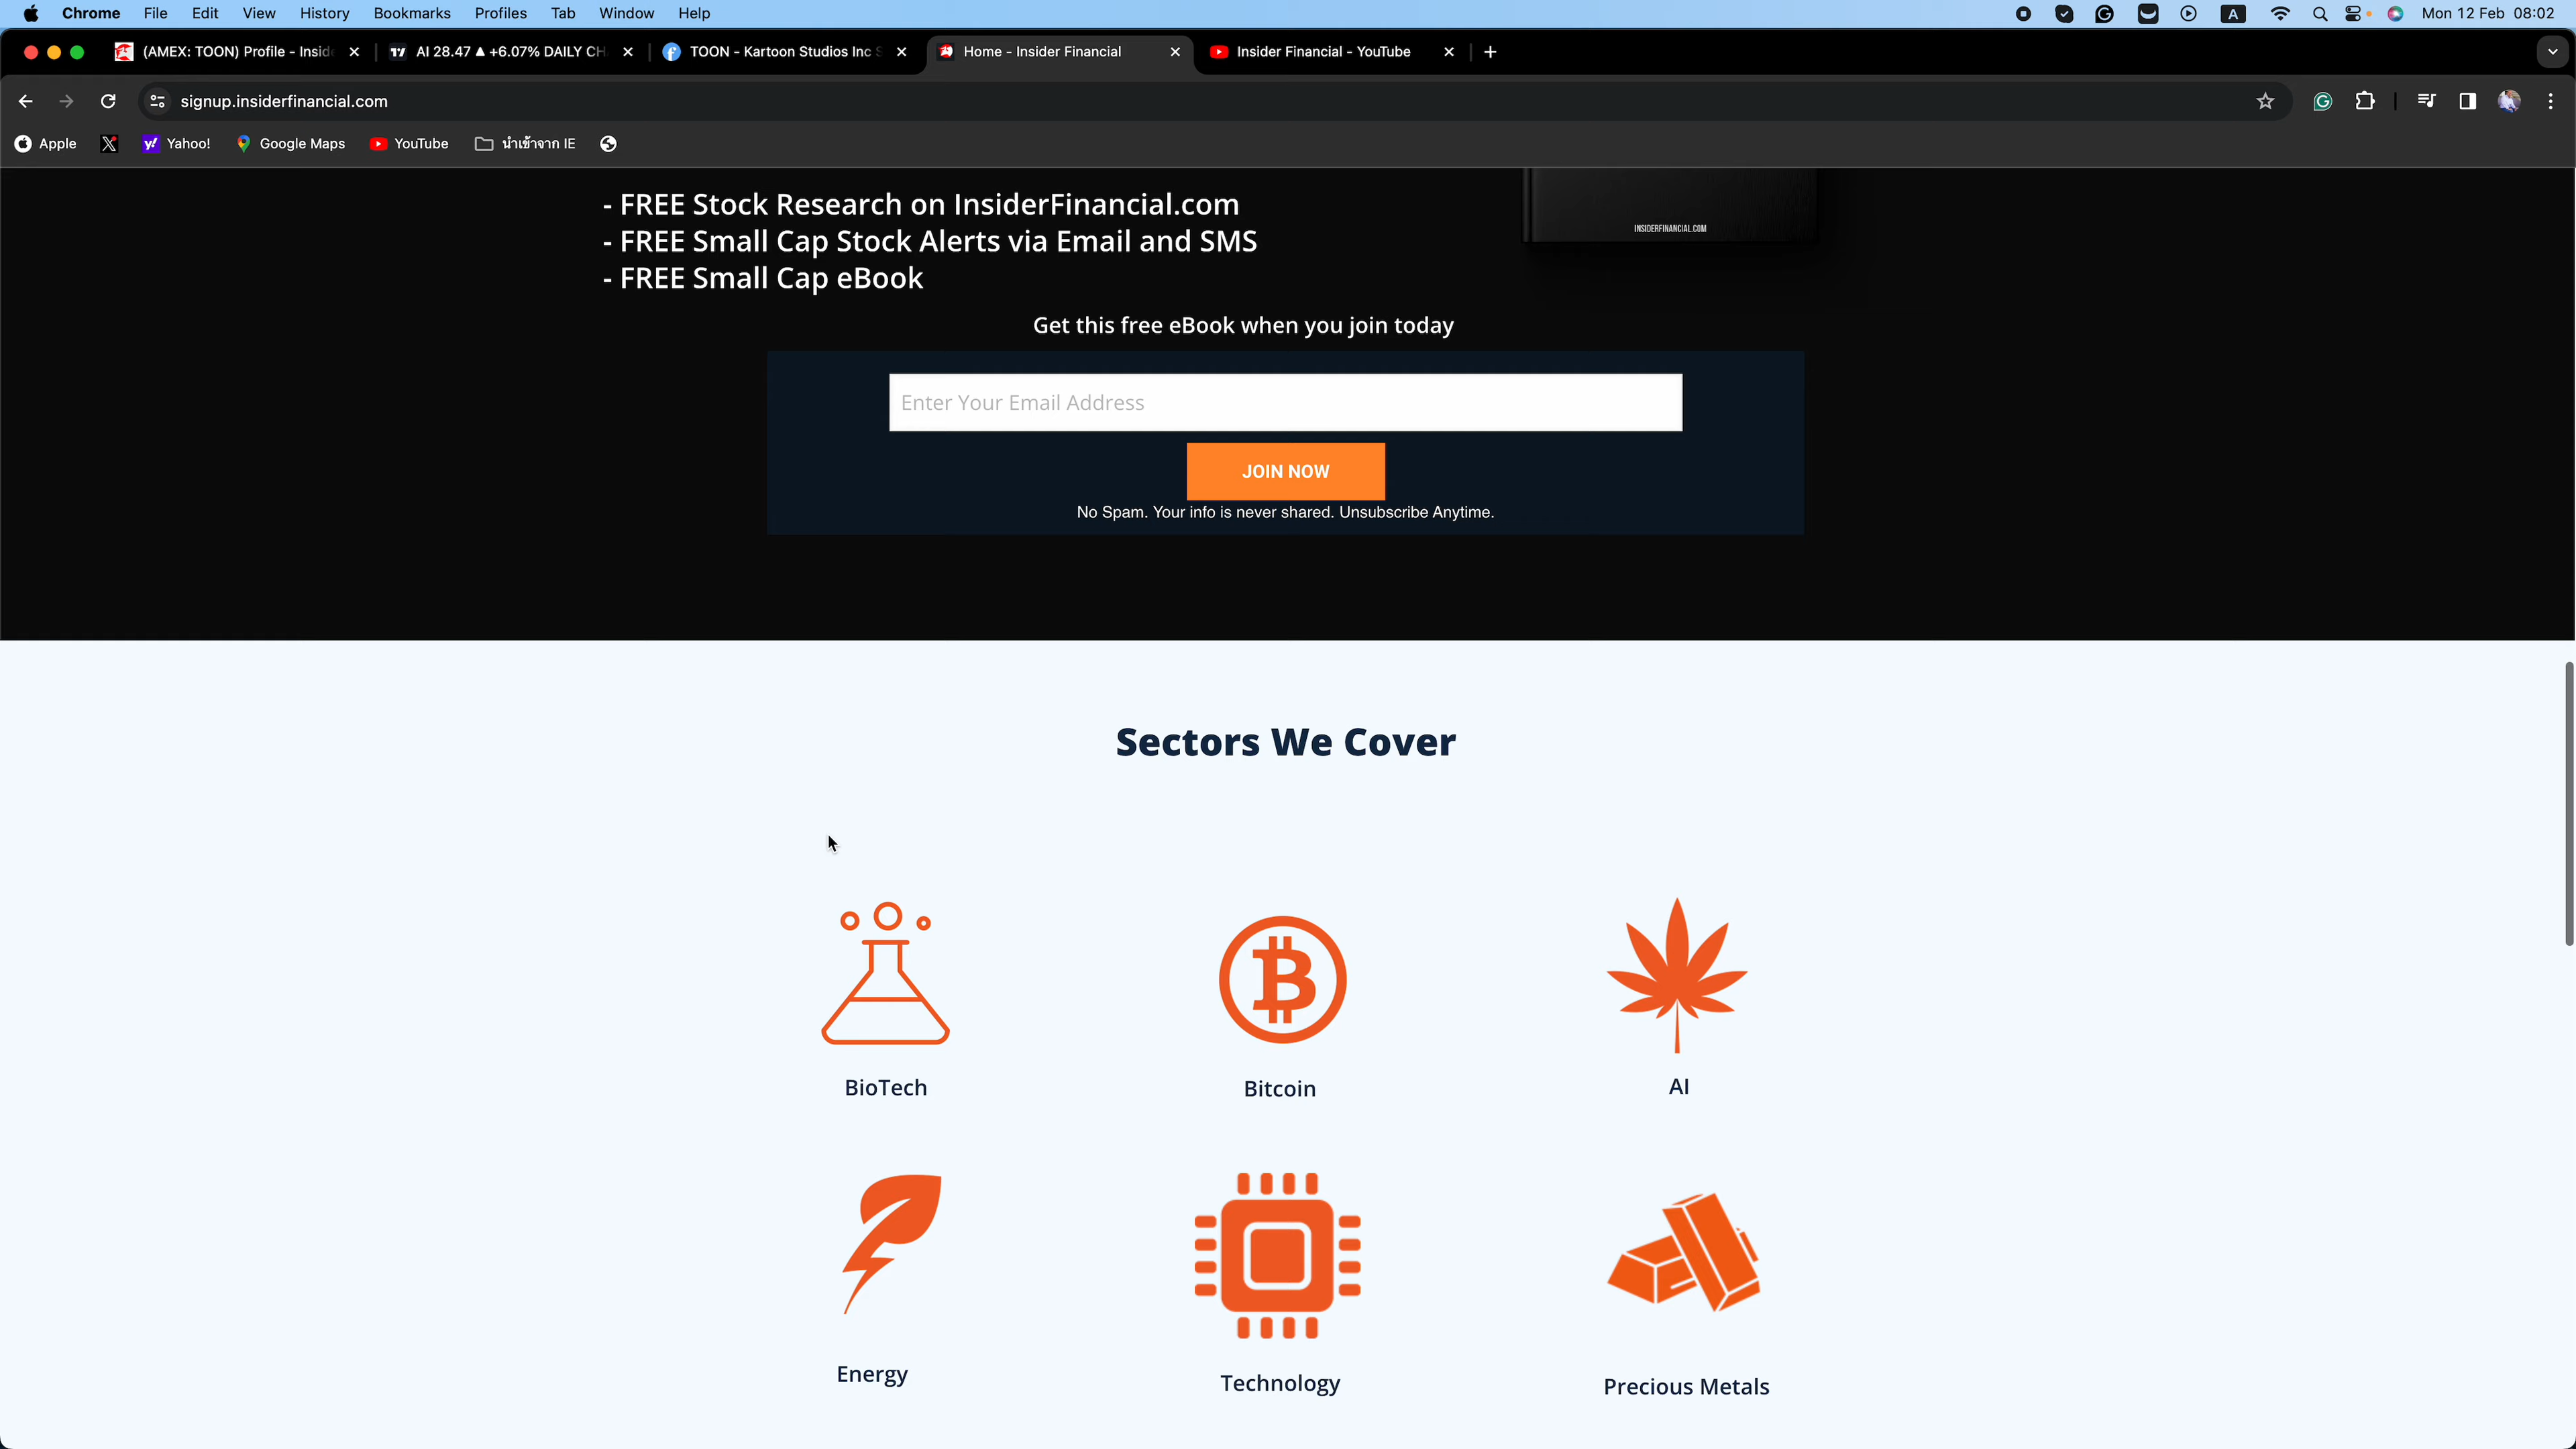 Chrome File Edit View History Bookmarks Profiles Tab Window Help A Mon 12 Feb 08:02
(AMEX: TOON) Profile - Insid AI 28.47 ▲ +6.07% DAILY CH TOON - Kartoon Studios Inc S Home - Insider Financial Insider Financial - YouTube
signup.insiderfinancial.com
Apple Yahoo! Google Maps YouTube นำเข้าจาก IE
- FREE Stock Research on InsiderFinancial.com
- FREE Small Cap Stock Alerts via Email and SMS
- FREE Small Cap eBook
INSIDERFINANCIAL.COM
Get this free eBook when you join today
Enter Your Email Address
JOIN NOW
No Spam. Your info is never shared. Unsubscribe Anytime.
Sectors We Cover
BioTech Bitcoin AI
Energy Technology Precious Metals